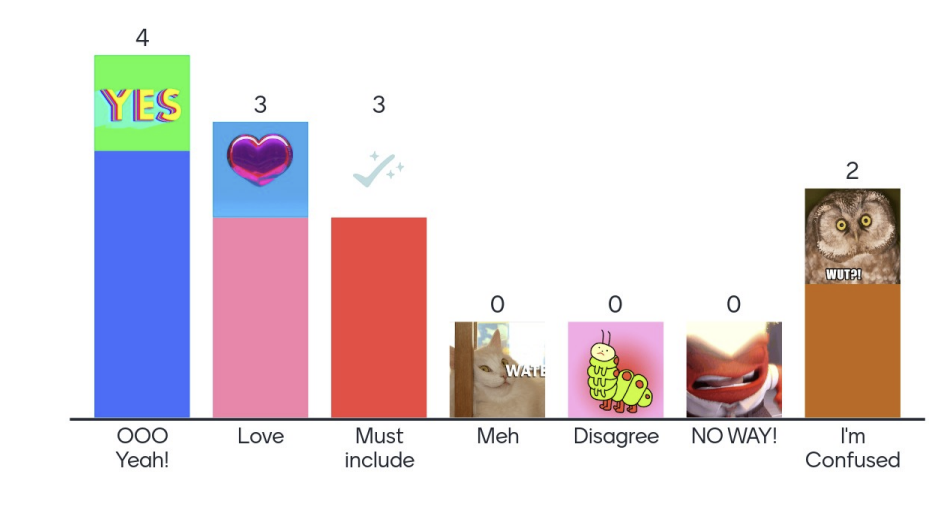 4
YES
3
3
0
WATE
0
0
2
WUT?!
OOO
Yeah!
Love
Must
include
Meh
Disagree
NO WAY!
I'm
Confused